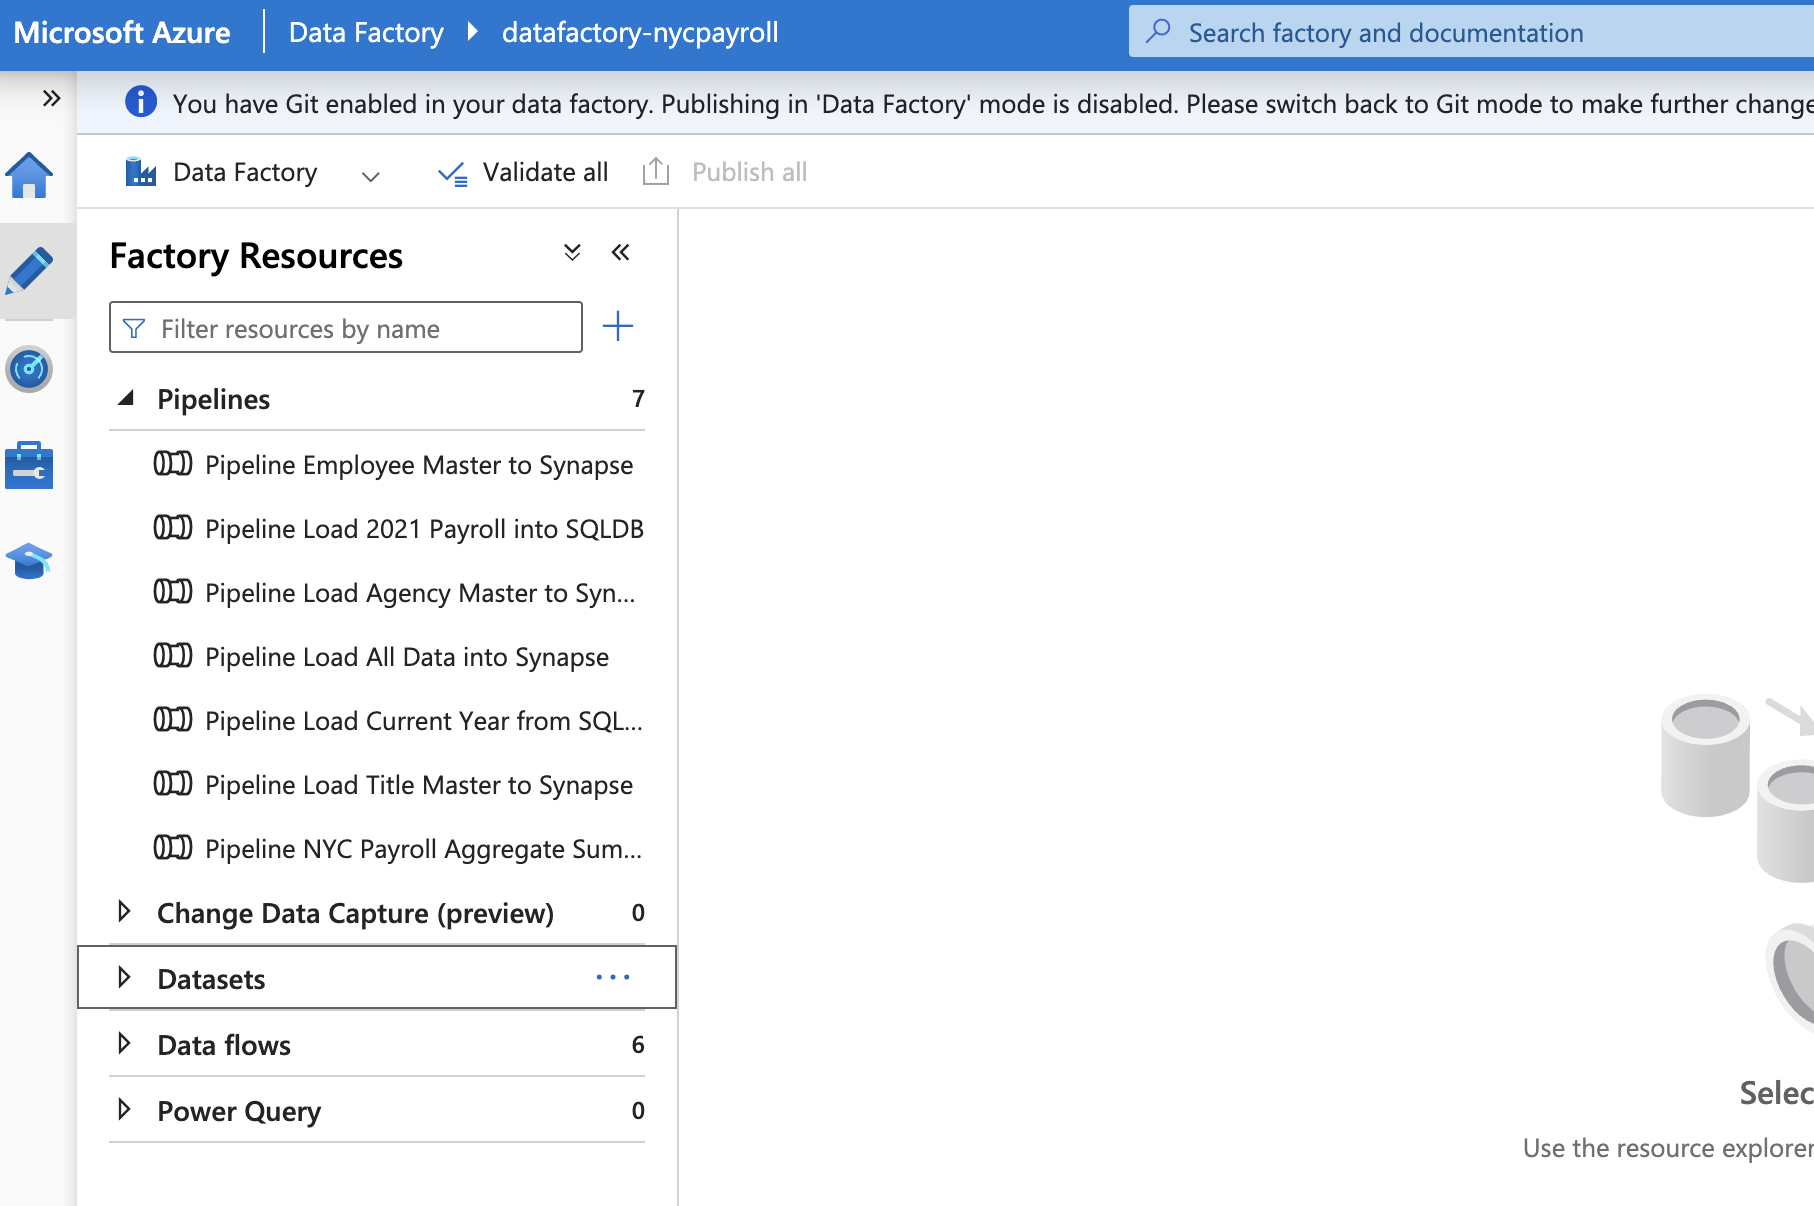 Microsoft Azure
Data Factory
datafactory-nycpayroll
Search factory and documentation
You have Git enabled in your data factory. Publishing in 'Data Factory' mode is disabled. Please switch back to Git mode to make further change
Data Factory
Validate all
Publish all
Factory Resources
Filter resources by name
Pipelines 7
Pipeline Employee Master to Synapse
Pipeline Load 2021 Payroll into SQLDB
Pipeline Load Agency Master to Syn...
Pipeline Load All Data into Synapse
Pipeline Load Current Year from SQL...
Pipeline Load Title Master to Synapse
Pipeline NYC Payroll Aggregate Sum...
Change Data Capture (preview) 0
Datasets ...
Data flows 6
Power Query 0
Selec
Use the resource explorer